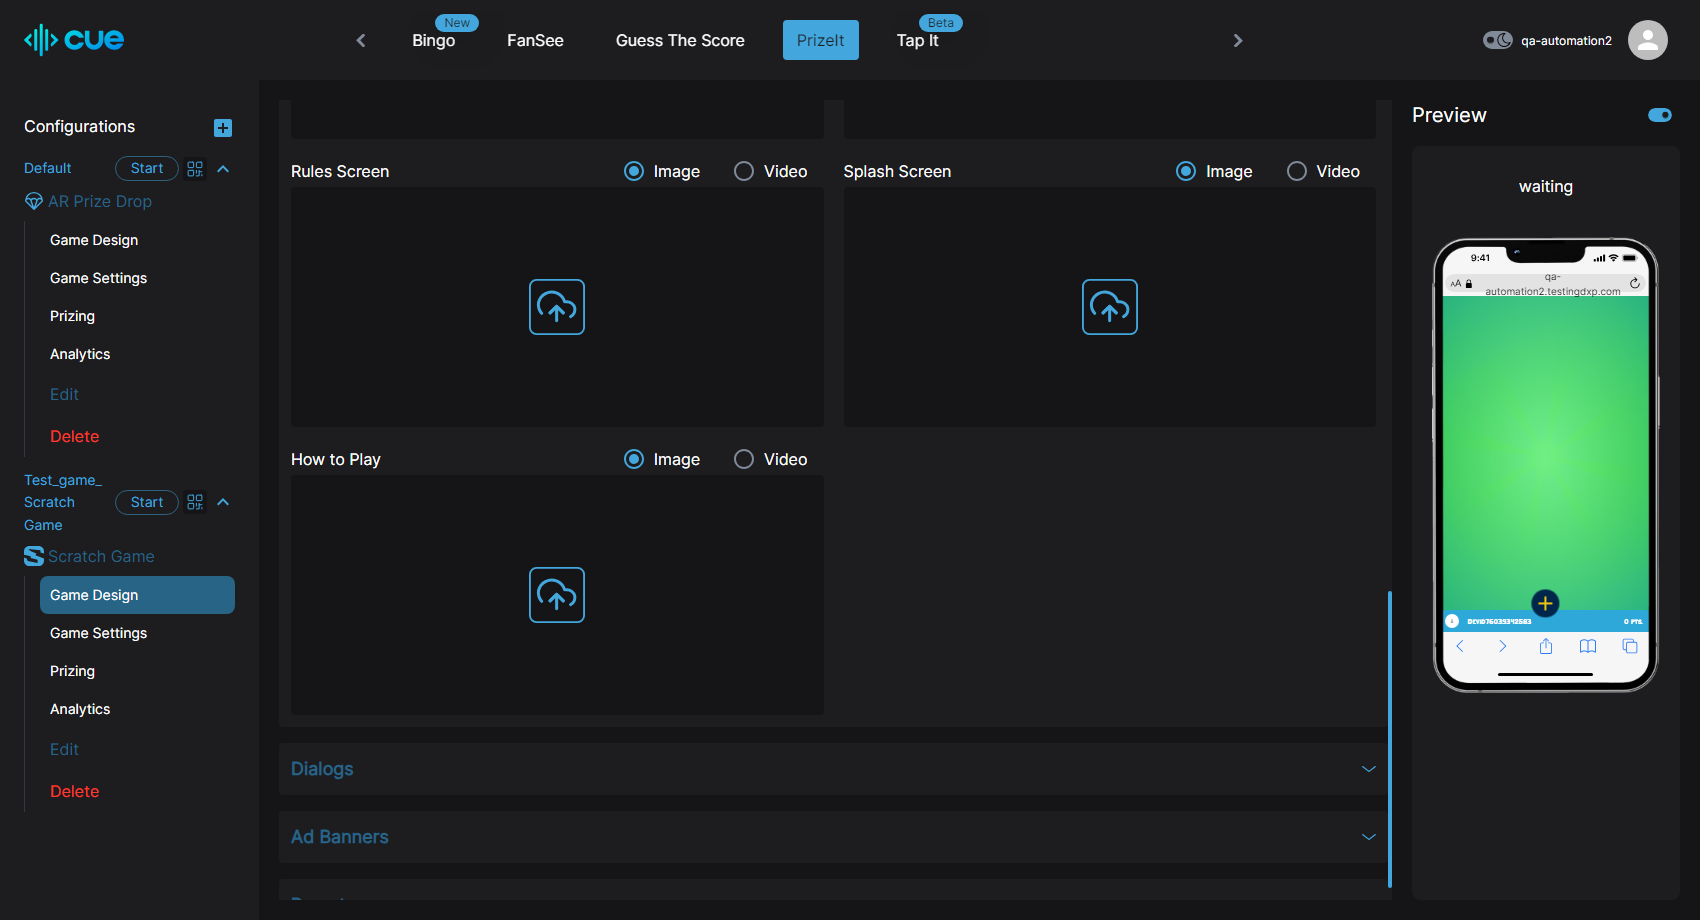 cue
New
Bingo
FanSee
Guess The Score
PrizeIt
Beta
Tap It
qa-automation2
Configurations
Default
Start
AR Prize Drop
Game Design
Game Settings
Prizing
Analytics
Edit
Delete
Test_game_
Scratch
Game
Start
Scratch Game
Game Design
Game Settings
Prizing
Analytics
Edit
Delete
Rules Screen
Image
Video
Splash Screen
Image
Video
How to Play
Image
Video
Dialogs
Ad Banners
Preview
waiting
9:41
AA
qa-
automation2.testingdxp.com
0 PTS.